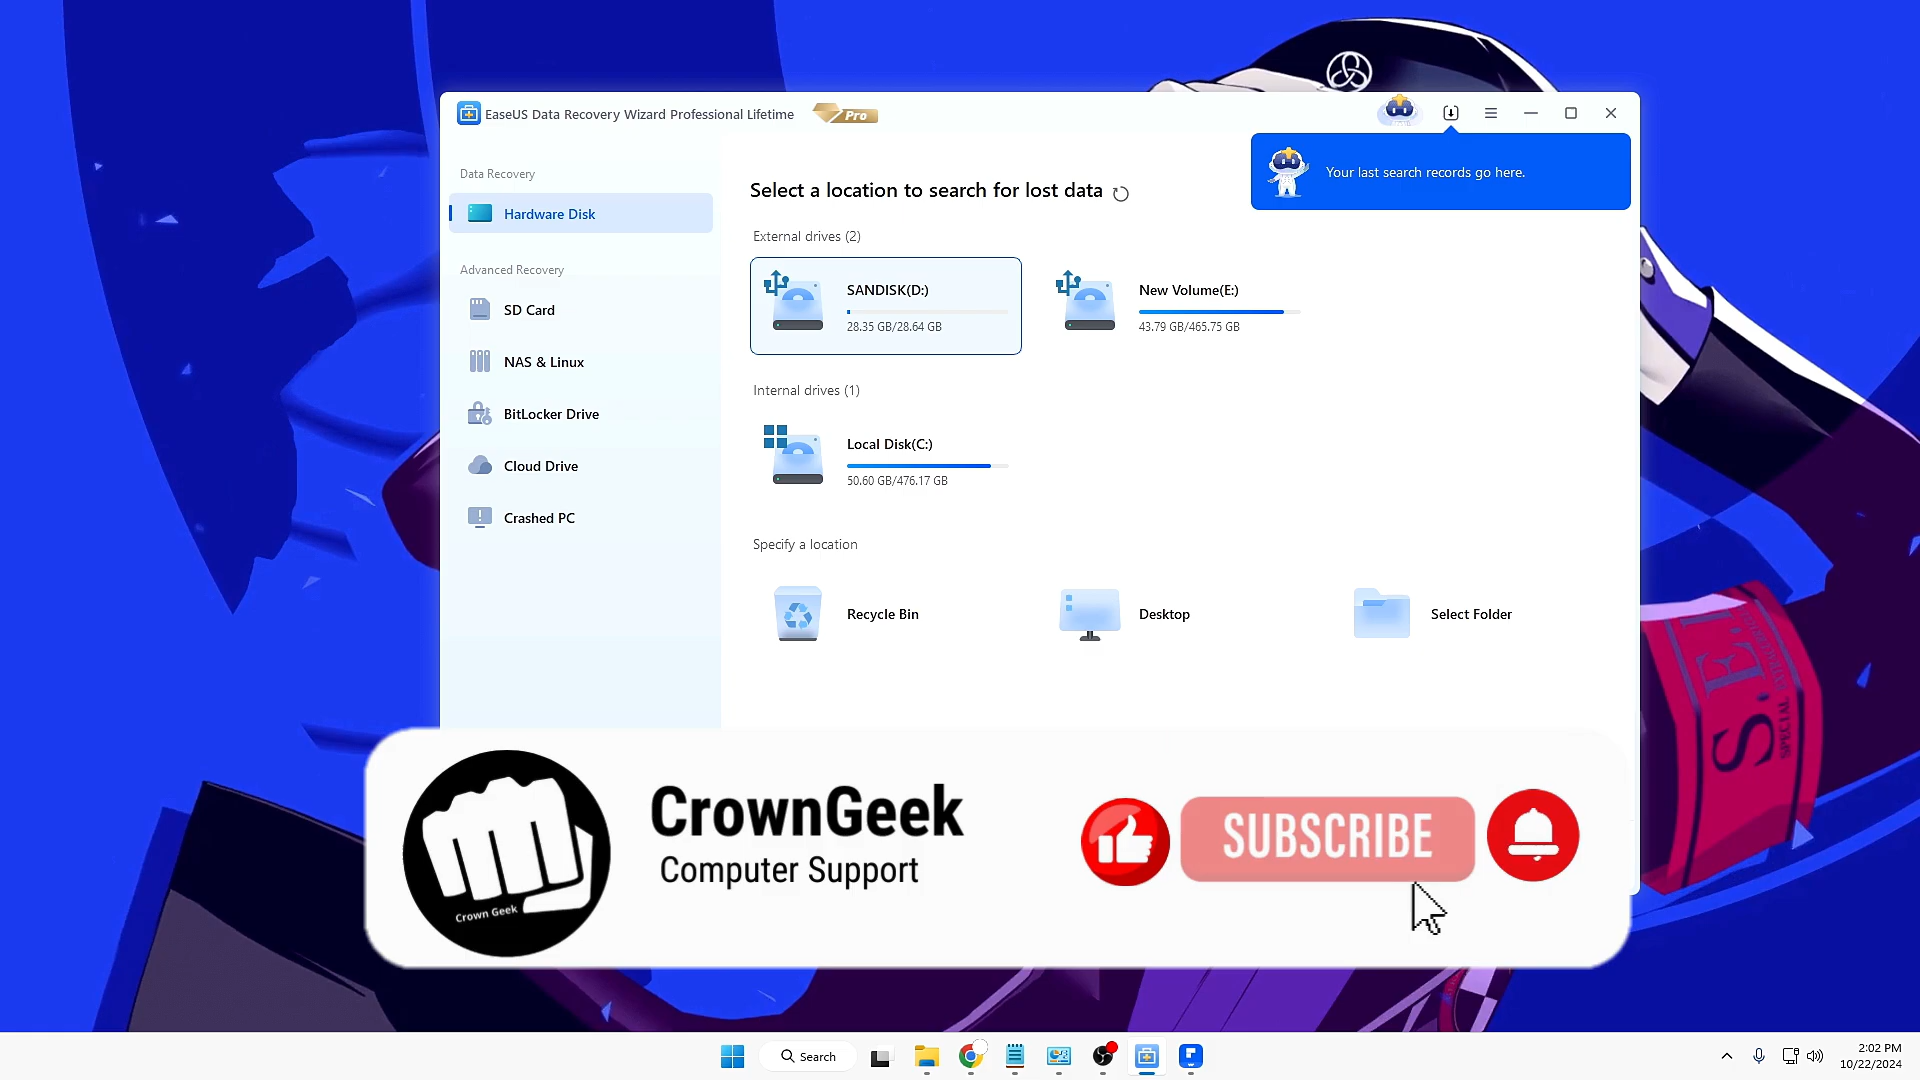 EaseUS Data Recovery Wizard Professional Lifetime
Pro
Your last search records go here.
Data Recovery
Hardware Disk
Advanced Recovery
SD Card
NAS & Linux
BitLocker Drive
Cloud Drive
Crashed PC
Select a location to search for lost data
External drives (2)
SANDISK(D:)
28.35 GB/28.64 GB
New Volume(E:)
43.79 GB/465.75 GB
Internal drives (1)
Local Disk(C:)
50.60 GB/476.17 GB
Specify a location
Recycle Bin
Desktop
Select Folder
Crown Geek
CrownGeek
Computer Support
SUBSCRIBE
SPECIAL
Search
2:02 PM
10/22/2024